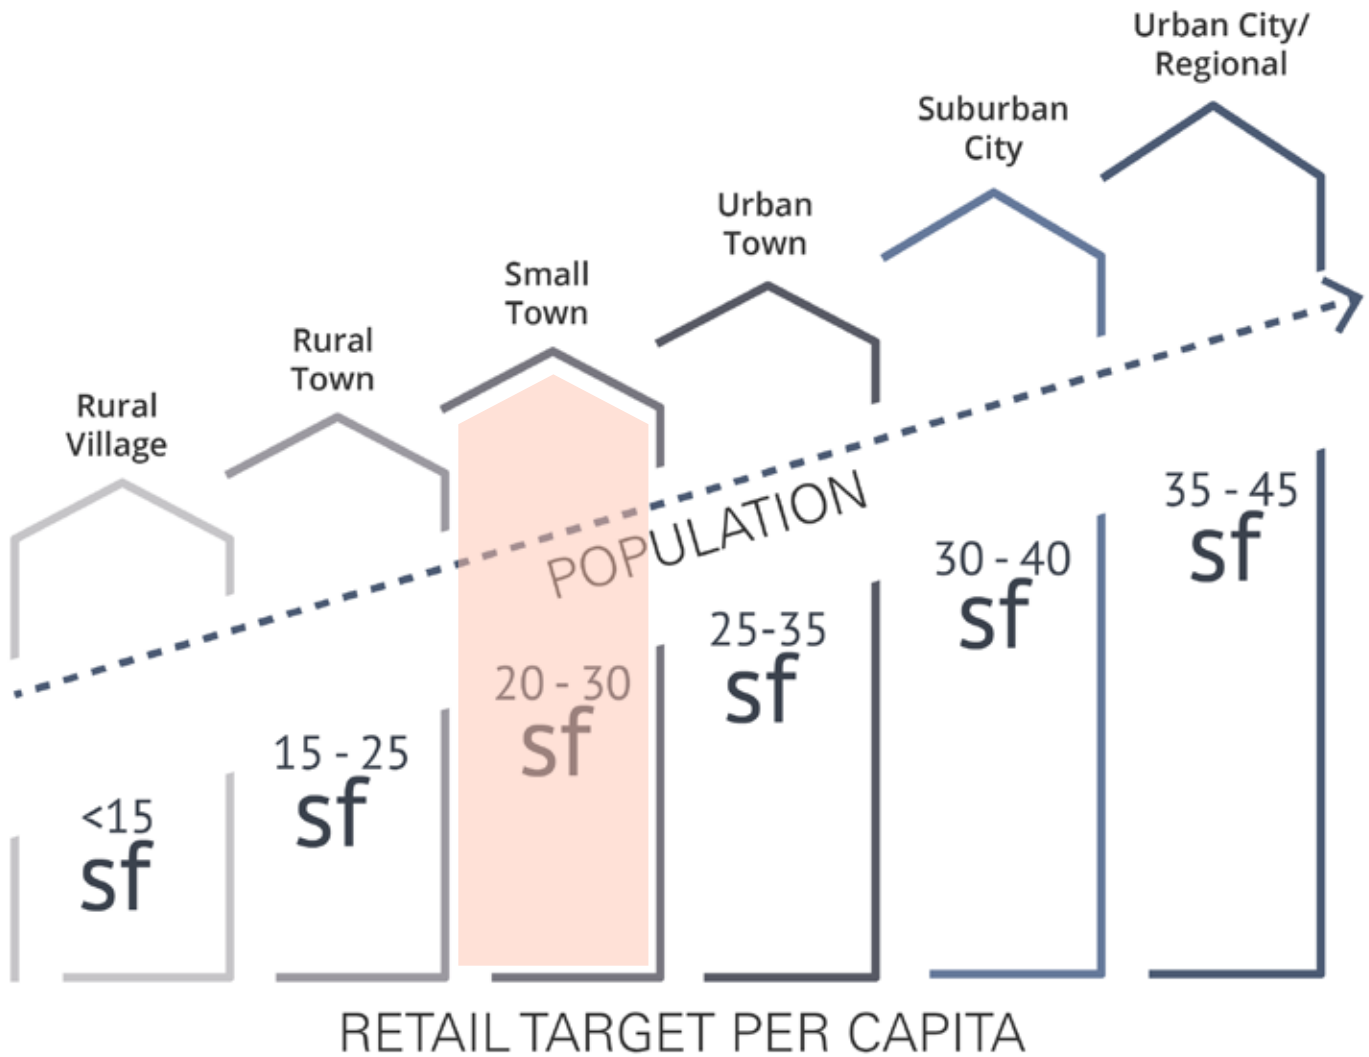 Urban City/
Regional
Suburban
City
Urban
Town
Small
Town
Rural
Town
Rural
Village
POPULATION
35 - 45
sf
30 - 40
sf
25-35
sf
20 - 30
sf
15 - 25
sf
<15
sf
RETAIL TARGET PER CAPITA